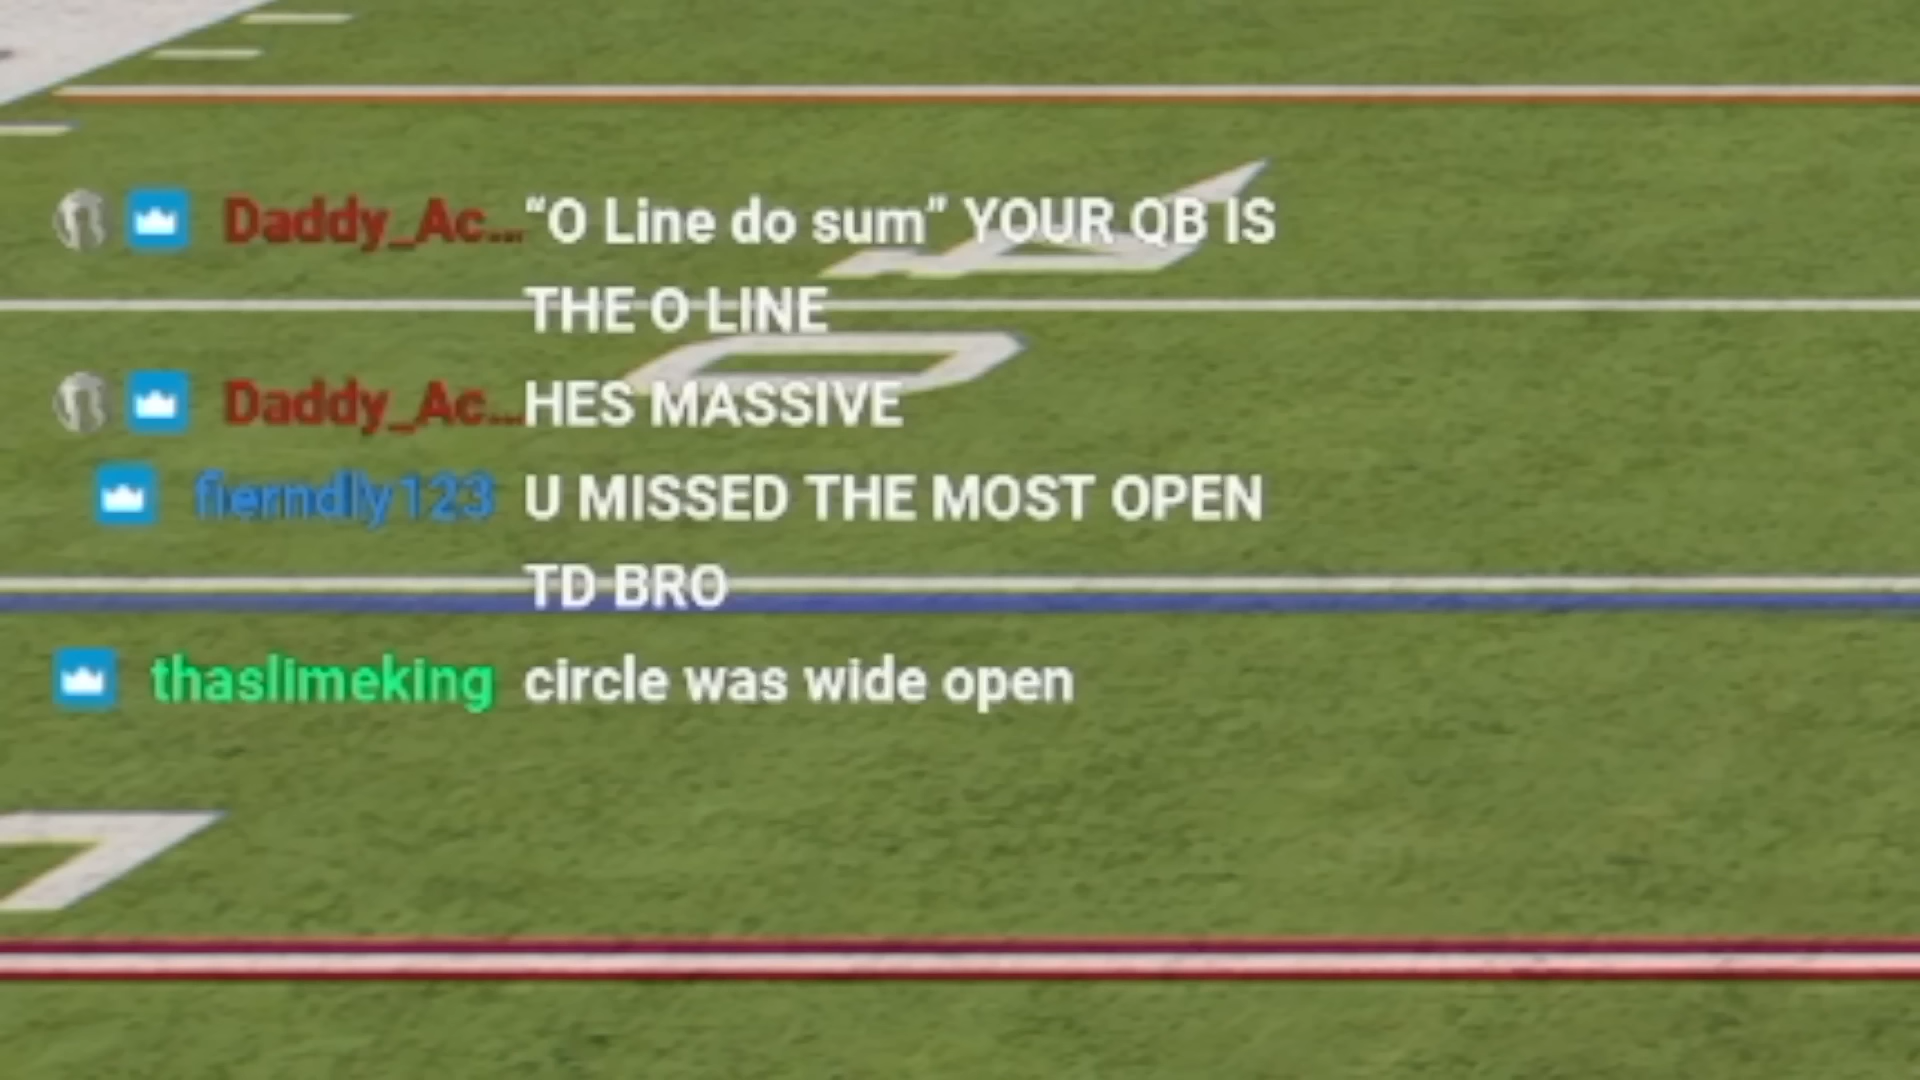 Daddy_Ac... “O Line do sum” YOUR QB IS
THE O LINE
Daddy_Ac... HES MASSIVE
fierndly123 U MISSED THE MOST OPEN
TD BRO
thaslimeking circle was wide open